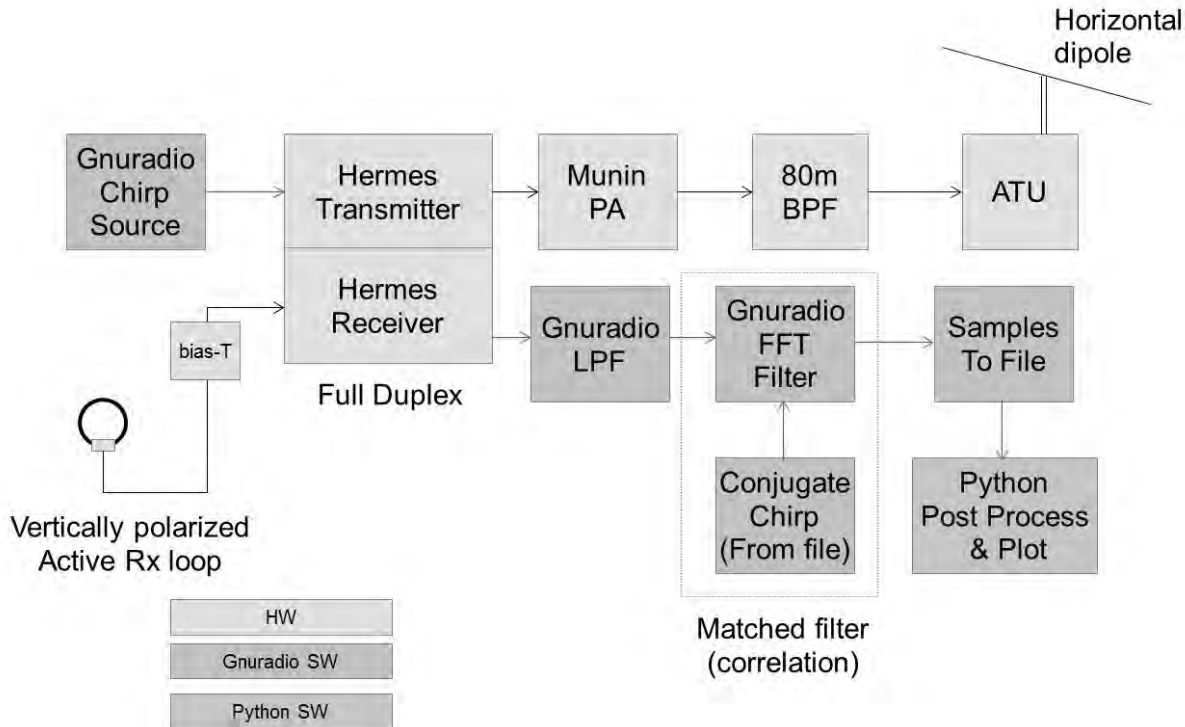 Horizontal
dipole
Gnuradio
Chirp
Source
Hermes
Transmitter
Munin
PA
80m
BPF
ATU
Hermes
Receiver
Full Duplex
bias-T
Vertically polarized
Active Rx loop
Gnuradio
LPF
Gnuradio
FFT
Filter
Samples
To File
Conjugate
Chirp
(From file)
Python
Post Process
& Plot
Matched filter
(correlation)
HW
Gnuradio SW
Python SW